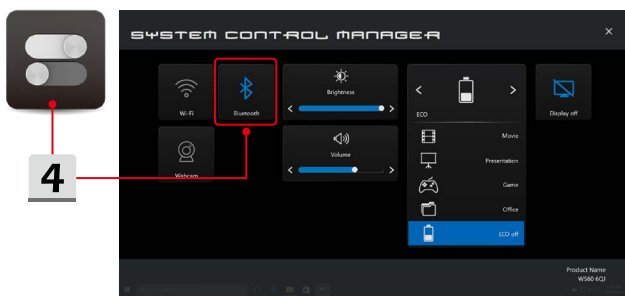 SYSTEM CONTROL MANAGER
Wi-Fi
Bluetooth
Brightness
ECO
Display off
Movie
4
Webcam
Volume
Presentation
Game
Office
ECO off
Product Name
WS60 6QJ